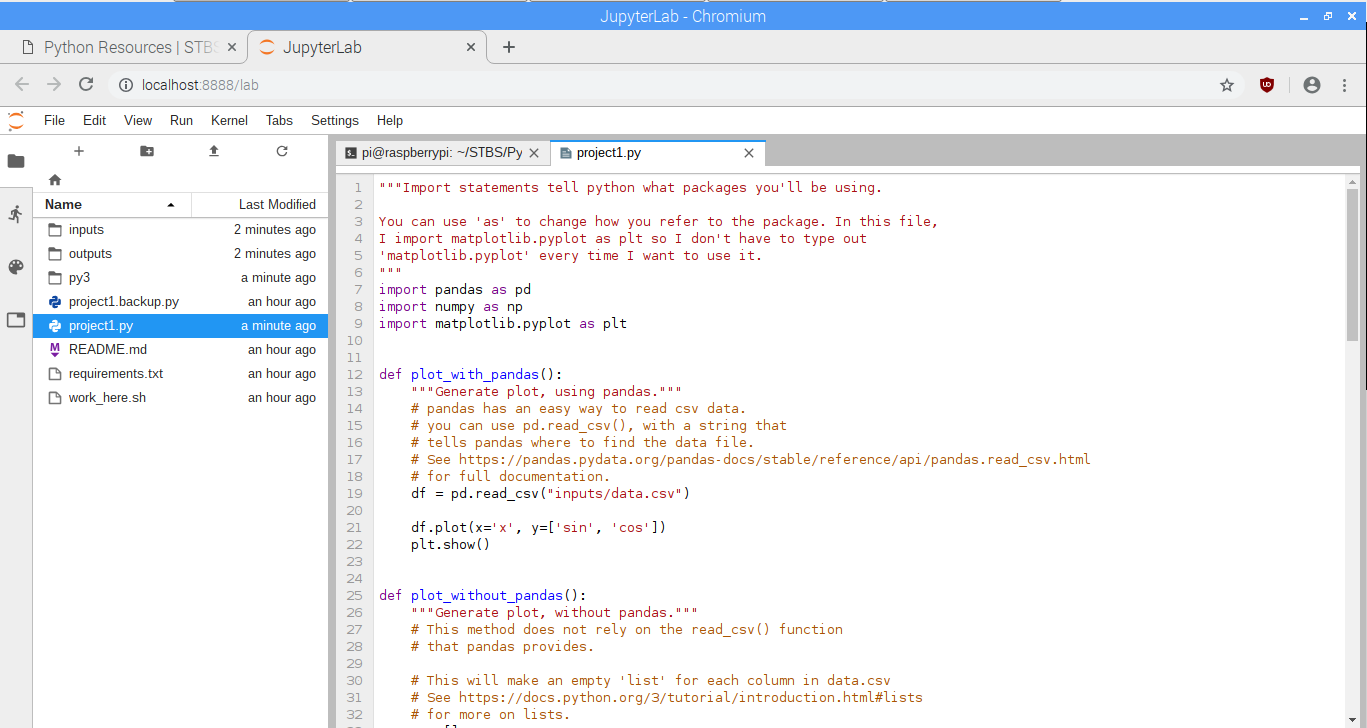 JupyterLab - Chromium
Python Resources | STBS
JupyterLab
localhost:8888/lab
File Edit View Run Kernel Tabs Settings Help
Name Last Modified
inputs 2 minutes ago
outputs 2 minutes ago
py3 a minute ago
project1.backup.py an hour ago
project1.py a minute ago
README.md an hour ago
requirements.txt an hour ago
work_here.sh an hour ago
pi@raspberrypi: ~/STBS/Py
project1.py
1 """Import statements tell python what packages you'll be using.
2
3 You can use 'as' to change how you refer to the package. In this file,
4 I import matplotlib.pyplot as plt so I don't have to type out
5 'matplotlib.pyplot' every time I want to use it.
6 """
7 import pandas as pd
8 import numpy as np
9 import matplotlib.pyplot as plt
10
11
12 def plot_with_pandas():
13     """Generate plot, using pandas."""
14     # pandas has an easy way to read csv data.
15     # you can use pd.read_csv(), with a string that
16     # tells pandas where to find the data file.
17     # See https://pandas.pydata.org/pandas-docs/stable/reference/api/pandas.read_csv.html
18     # for full documentation.
19     df = pd.read_csv("inputs/data.csv")
20
21     df.plot(x='x', y=['sin', 'cos'])
22     plt.show()
23
24
25 def plot_without_pandas():
26     """Generate plot, without pandas."""
27     # This method does not rely on the read_csv() function
28     # that pandas provides.
29
30     # This will make an empty 'list' for each column in data.csv
31     # See https://docs.python.org/3/tutorial/introduction.html#lists
32     # for more on lists.